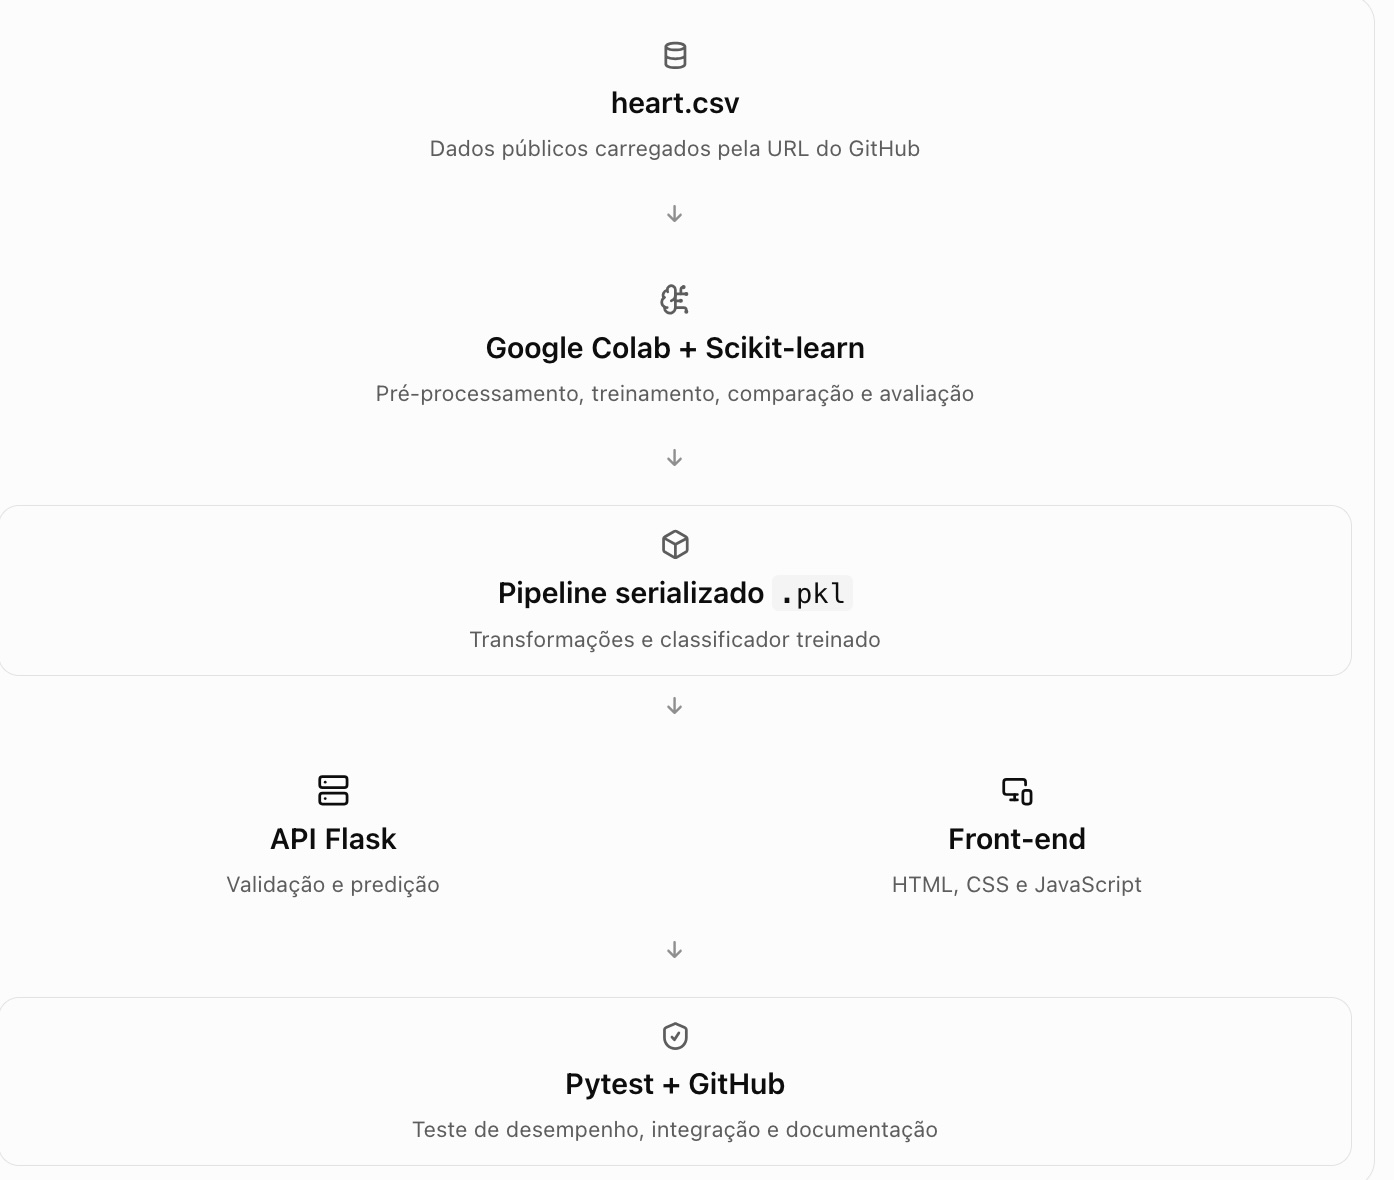 heart.csv
Dados públicos carregados pela URL do GitHub
Google Colab + Scikit-learn
Pré-processamento, treinamento, comparação e avaliação
Pipeline serializado .pkl
Transformações e classificador treinado
API Flask
Validação e predição
Front-end
HTML, CSS e JavaScript
Pytest + GitHub
Teste de desempenho, integração e documentação